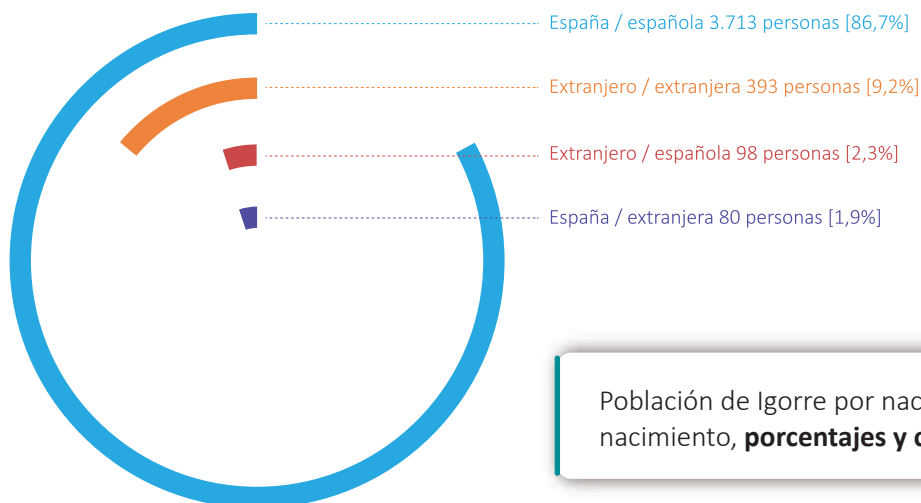 España / española 3.713 personas [86,7%]
Extranjero / extranjera 393 personas [9,2%]
Extranjero / española 98 personas [2,3%]
España / extranjera 80 personas [1,9%]
Población de Igorre por
nacimiento, porcentajes y